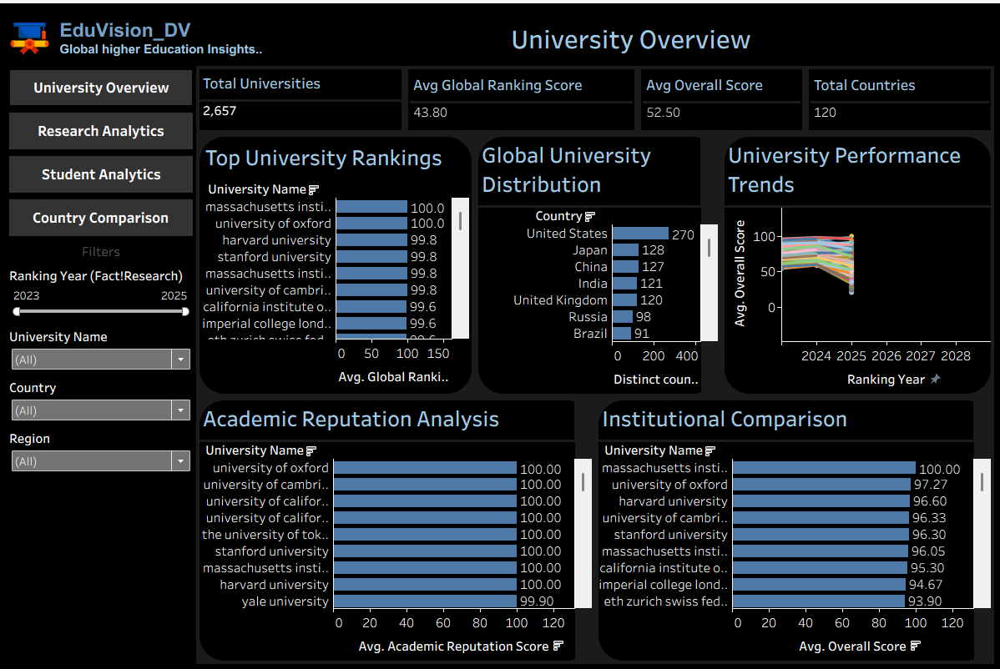 EduVision_DV
Global higher Education Insights..
University Overview
University Overview
Research Analytics
Student Analytics
Country Comparison
Filters
Ranking Year (Fact!Research)
2023 2025
University Name
(All)
Country
(All)
Region
(All)
Total Universities
2,657
Avg Global Ranking Score
43.80
Avg Overall Score
52.50
Total Countries
120
Top University Rankings
University Name
massachusetts insti.. 100.0
university of oxford 100.0
harvard university 99.8
stanford university 99.8
massachusetts insti.. 99.8
university of cambri.. 99.8
california institute o.. 99.6
imperial college lond.. 99.6
eth zurich swiss fed.. 99.6
0 50 100 150
Avg. Global Ranki..
Global University
Distribution
Country
United States 270
Japan 128
China 127
India 121
United Kingdom 120
Russia 98
Brazil 91
0 200 400
Distinct coun..
University Performance
Trends
Avg. Overall Score
100
50
0
2024 2025 2026 2027 2028
Ranking Year
Academic Reputation Analysis
University Name
university of oxford 100.00
university of cambri.. 100.00
university of califor.. 100.00
university of califor.. 100.00
the university of tok.. 100.00
stanford university 100.00
massachusetts insti.. 100.00
harvard university 100.00
yale university 99.90
0 20 40 60 80 100 120
Avg. Academic Reputation Score
Institutional Comparison
University Name
massachusetts insti.. 100.00
university of oxford 97.27
harvard university 96.60
university of cambri.. 96.33
stanford university 96.30
massachusetts insti.. 96.05
california institute o.. 95.30
imperial college lond.. 94.67
eth zurich swiss fed.. 93.90
0 20 40 60 80 100 120
Avg. Overall Score